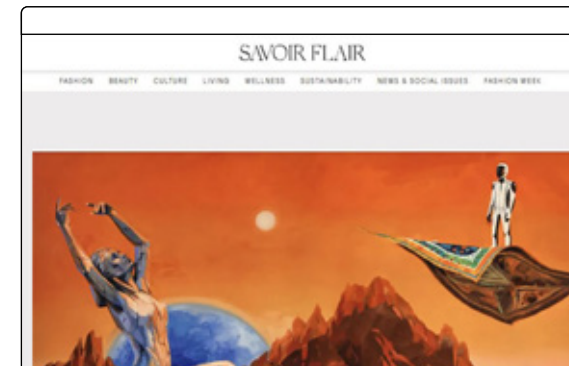 SAVOIR FLAIR
FASHION BEAUTY CULTURE LIVING WELLNESS SUSTAINABILITY NEWS & SOCIAL ISSUES FASHION WEEK